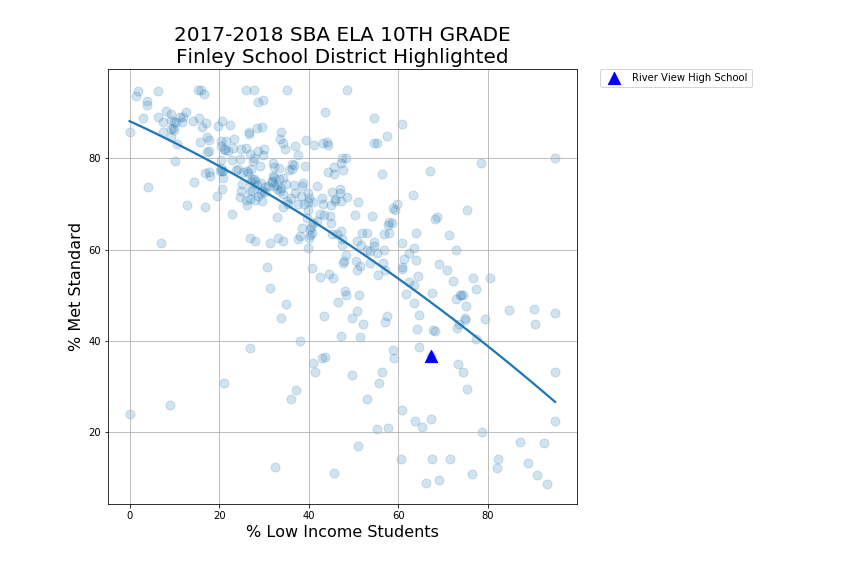 2017-2018 SBA ELA 10TH GRADE
Finley School District Highlighted
River View High School
% Met Standard
80
60
40
20
0
20
40
60
80
% Low Income Students